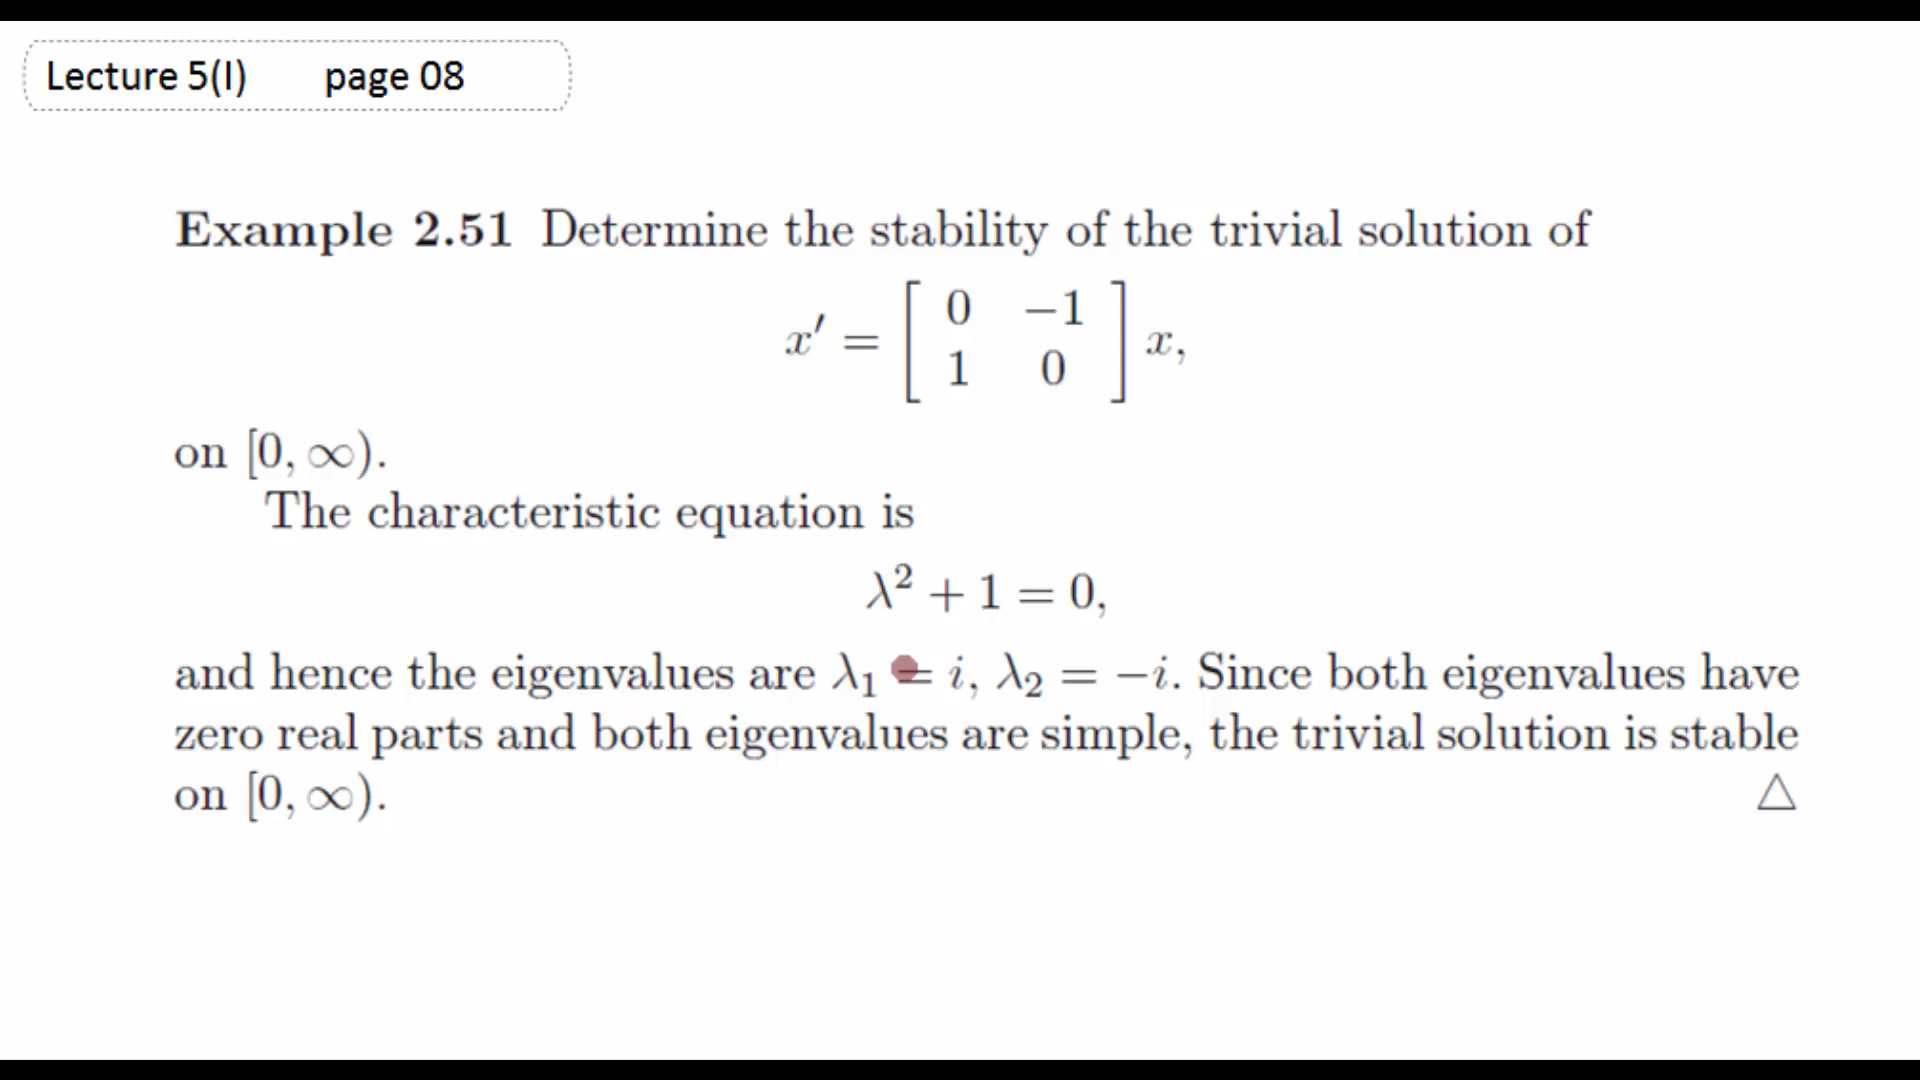 Lecture 5(I) page 08
Example 2.51 Determine the stability of the trivial solution of
x′ = [ 0 −1
1 0 ] x,
on [0, ∞).
The characteristic equation is
λ² + 1 = 0,
and hence the eigenvalues are λ₁ = i, λ₂ = −i. Since both eigenvalues have
zero real parts and both eigenvalues are simple, the trivial solution is stable
on [0, ∞). △